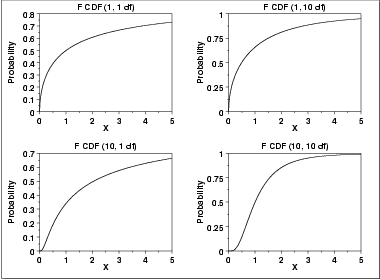 F CDF (1, 1 df)
0.8
0.7
0.6
0.5
0.4
0.3
0.2
0.1
0
Probability
0 1 2 3 4 5
X
F CDF (1, 10 df)
1
0.75
0.5
0.25
0
Probability
0 1 2 3 4 5
X
F CDF (10, 1 df)
0.7
0.6
0.5
0.4
0.3
0.2
0.1
0
Probability
0 1 2 3 4 5
X
F CDF (10, 10 df)
1
0.75
0.5
0.25
0
Probability
0 1 2 3 4 5
X